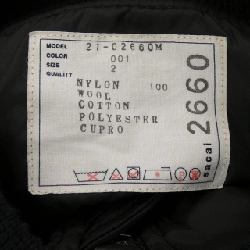 MODEL 21-02660M
COLOR 001
SIZE 2
QUALITY
NYLON 100
WOOL
COTTON
POLYESTER
CUPRO
2660
sacai